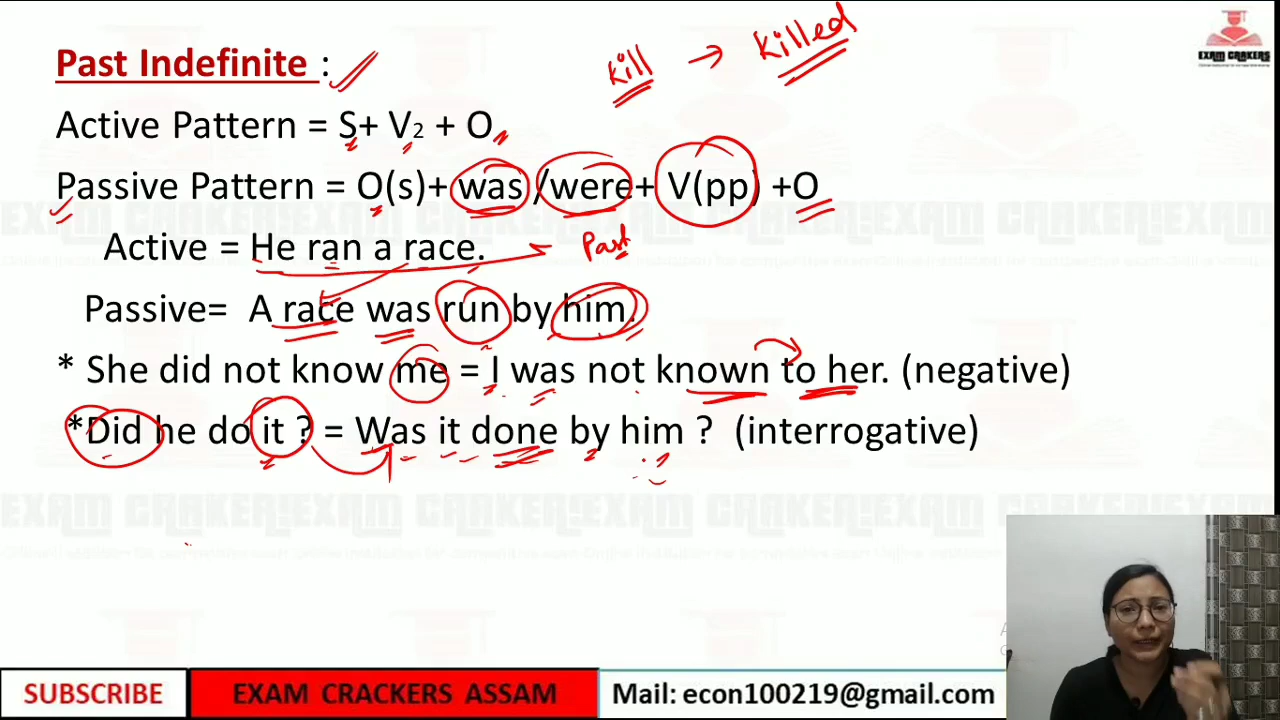 Past Indefinite :
kill → killed
Active Pattern = S+ V2 + O
Passive Pattern = O(s)+ was /were+ V(pp) +O
Active = He ran a race. Past
Passive= A race was run by him.
* She did not know me = I was not known to her. (negative)
*Did he do it ? = Was it done by him ? (interrogative)
EXAM CRAKERS
SUBSCRIBE EXAM CRACKERS ASSAM Mail: econ100219@gmail.com